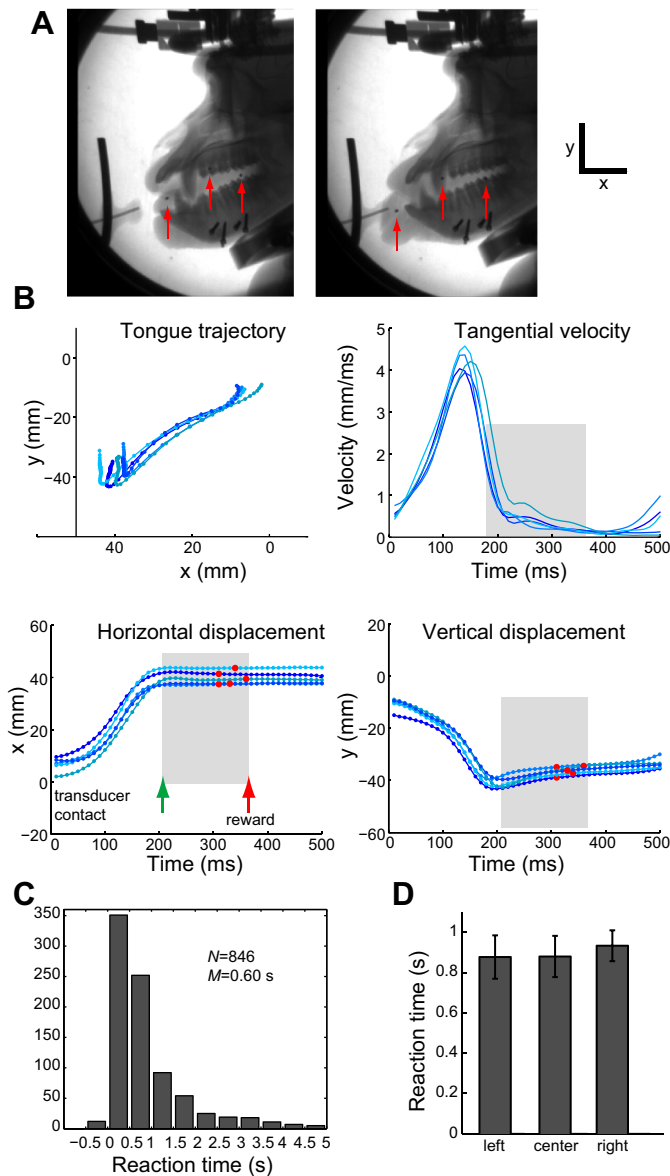 A
y
x
B
Tongue trajectory
0
−20
−40
y (mm)
40
20
0
x (mm)
Tangential velocity
5
4
3
2
1
0
Velocity (mm/ms)
0
100
200
300
400
500
Time (ms)
Horizontal displacement
60
40
20
0
−20
x (mm)
transducer
contact
reward
0
100
200
300
400
500
Time (ms)
Vertical displacement
20
0
−20
−40
−60
y (mm)
0
100
200
300
400
500
Time (ms)
C
350
300
250
200
150
100
50
0
N=846
M=0.60 s
−0.5 0 0.5 1 1.5 2 2.5 3 3.5 4 4.5 5
Reaction time (s)
D
1
0.8
0.6
0.4
0.2
0
Reaction time (s)
left
center
right